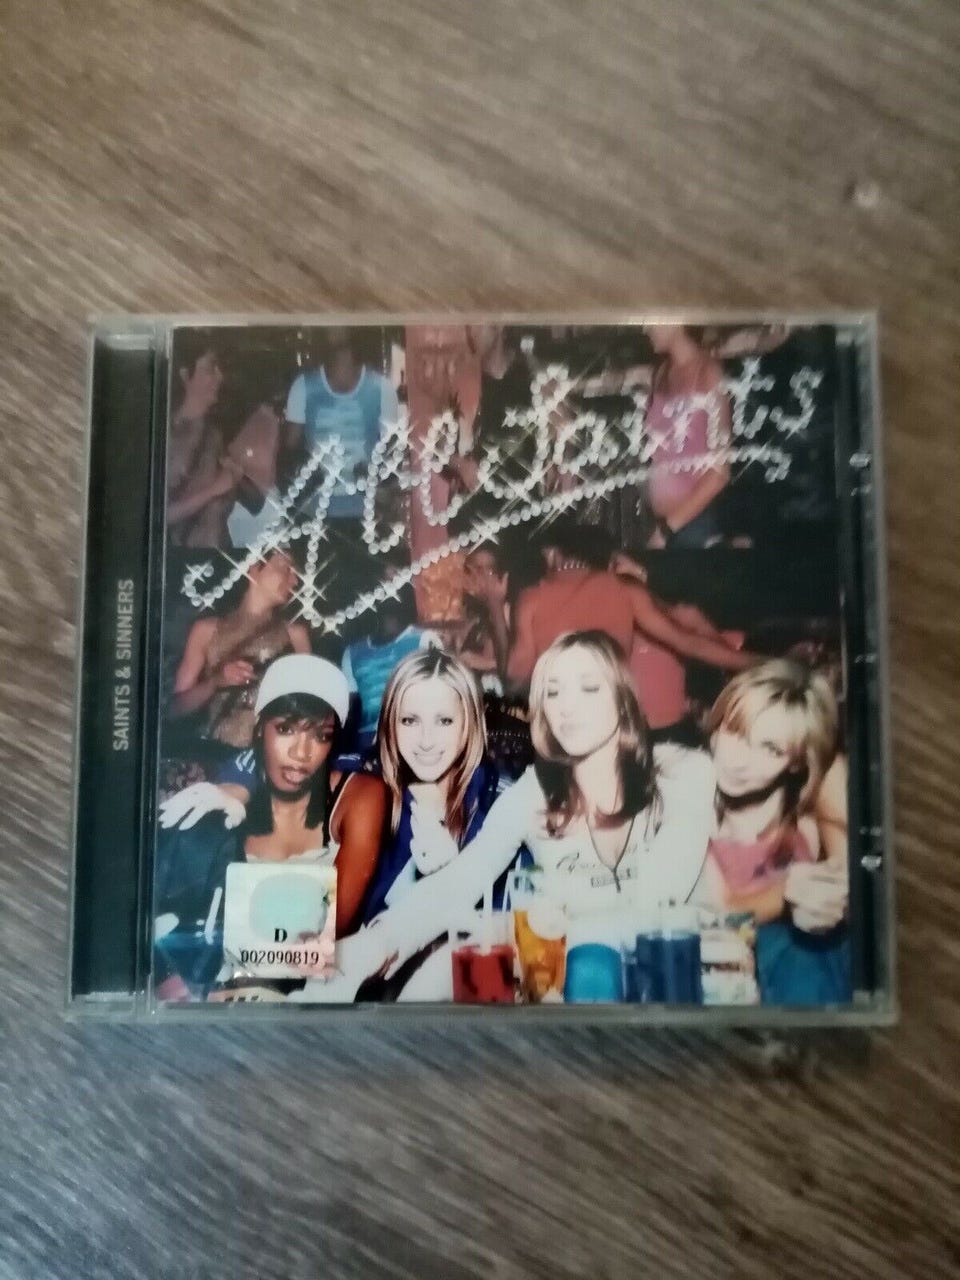 All Saints
SAINTS & SINNERS
D
002090819